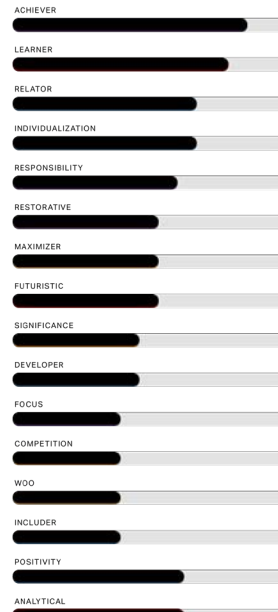 ACHIEVER
LEARNER
RELATOR
INDIVIDUALIZATION
RESPONSIBILITY
RESTORATIVE
MAXIMIZER
FUTURISTIC
SIGNIFICANCE
DEVELOPER
FOCUS
COMPETITION
WOO
INCLUDER
POSITIVITY
ANALYTICAL